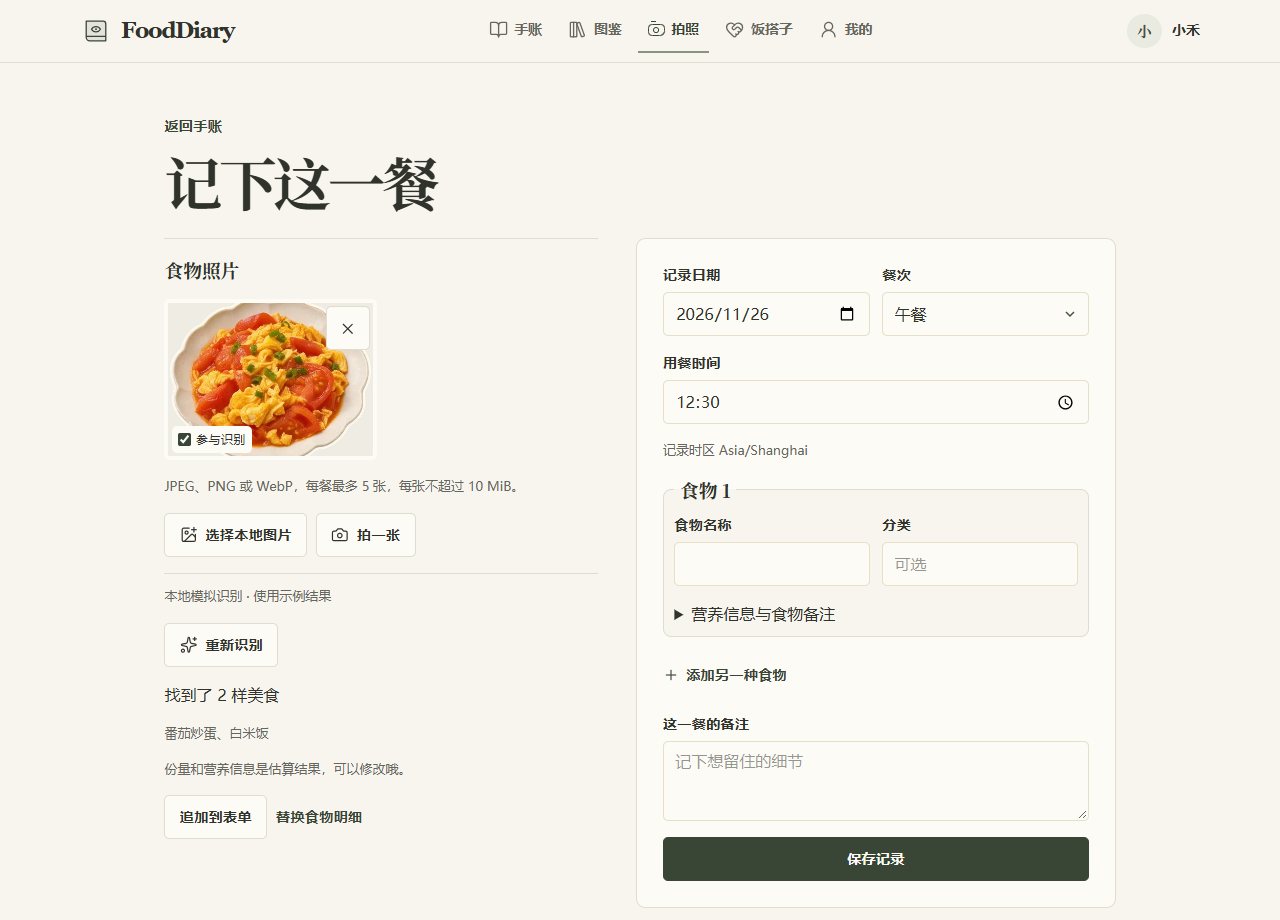 FoodDiary
手账
图鉴
拍照
饭搭子
我的
小
小禾
返回手账
记下这一餐
食物照片
参与识别
JPEG、PNG 或 WebP，每餐最多 5 张，每张不超过 10 MiB。
选择本地图片
拍一张
本地模拟识别 · 使用示例结果
重新识别
找到了 2 样美食
番茄炒蛋、白米饭
份量和营养信息是估算结果，可以修改哦。
追加到表单
替换食物明细
记录日期
餐次
2026/11/26
午餐
用餐时间
12:30
记录时区 Asia/Shanghai
食物 1
食物名称
分类
可选
营养信息与食物备注
添加另一种食物
这一餐的备注
记下想留住的细节
保存记录